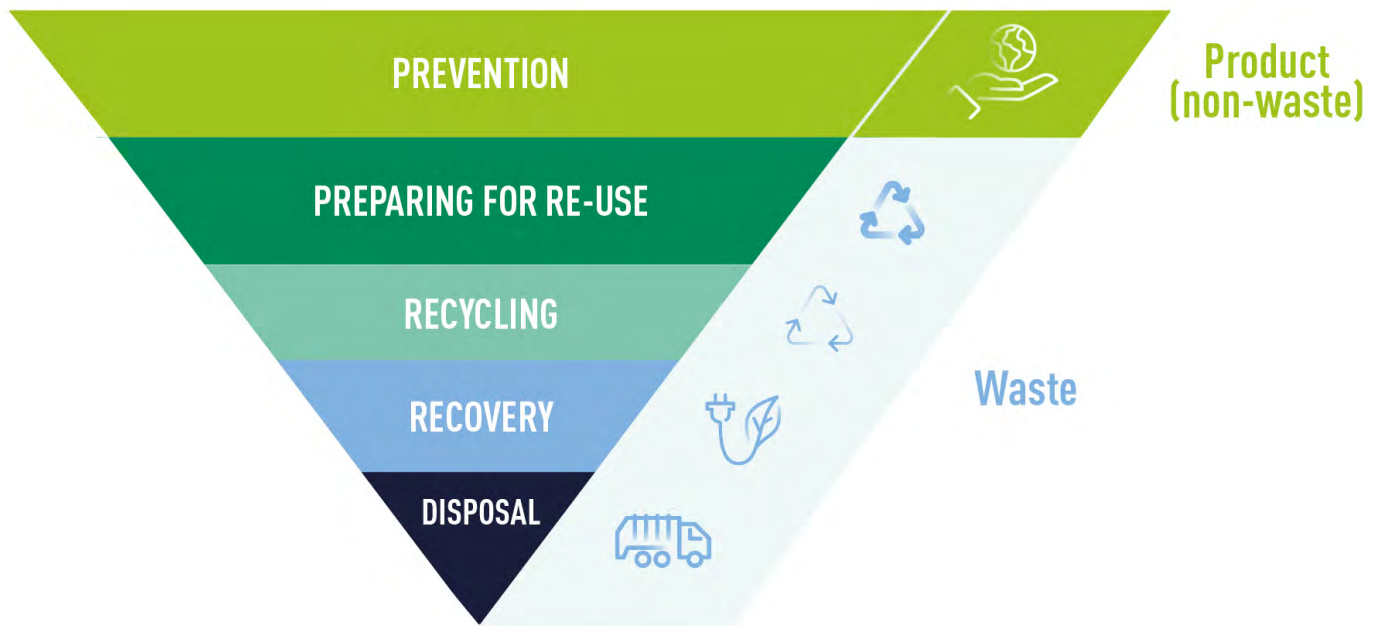 PREVENTION
Product
(non-waste)
PREPARING FOR RE-USE
RECYCLING
Waste
RECOVERY
DISPOSAL